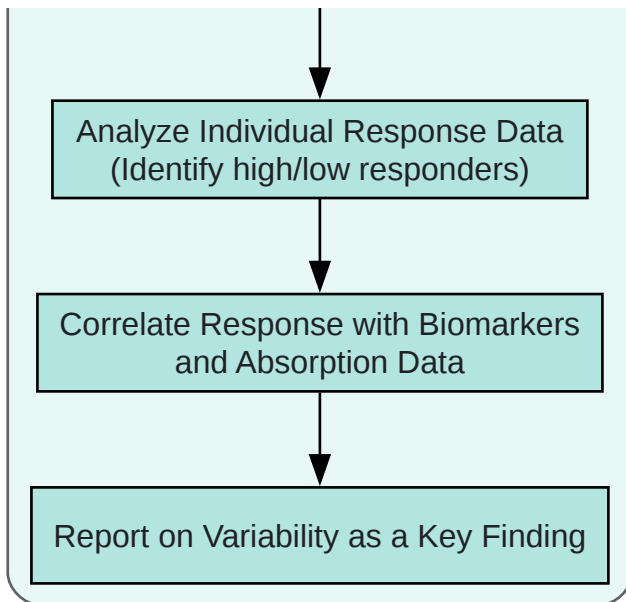 Analyze Individual Response Data
(Identify high/low responders)
Correlate Response with Biomarkers
and Absorption Data
Report on Variability as a Key Finding